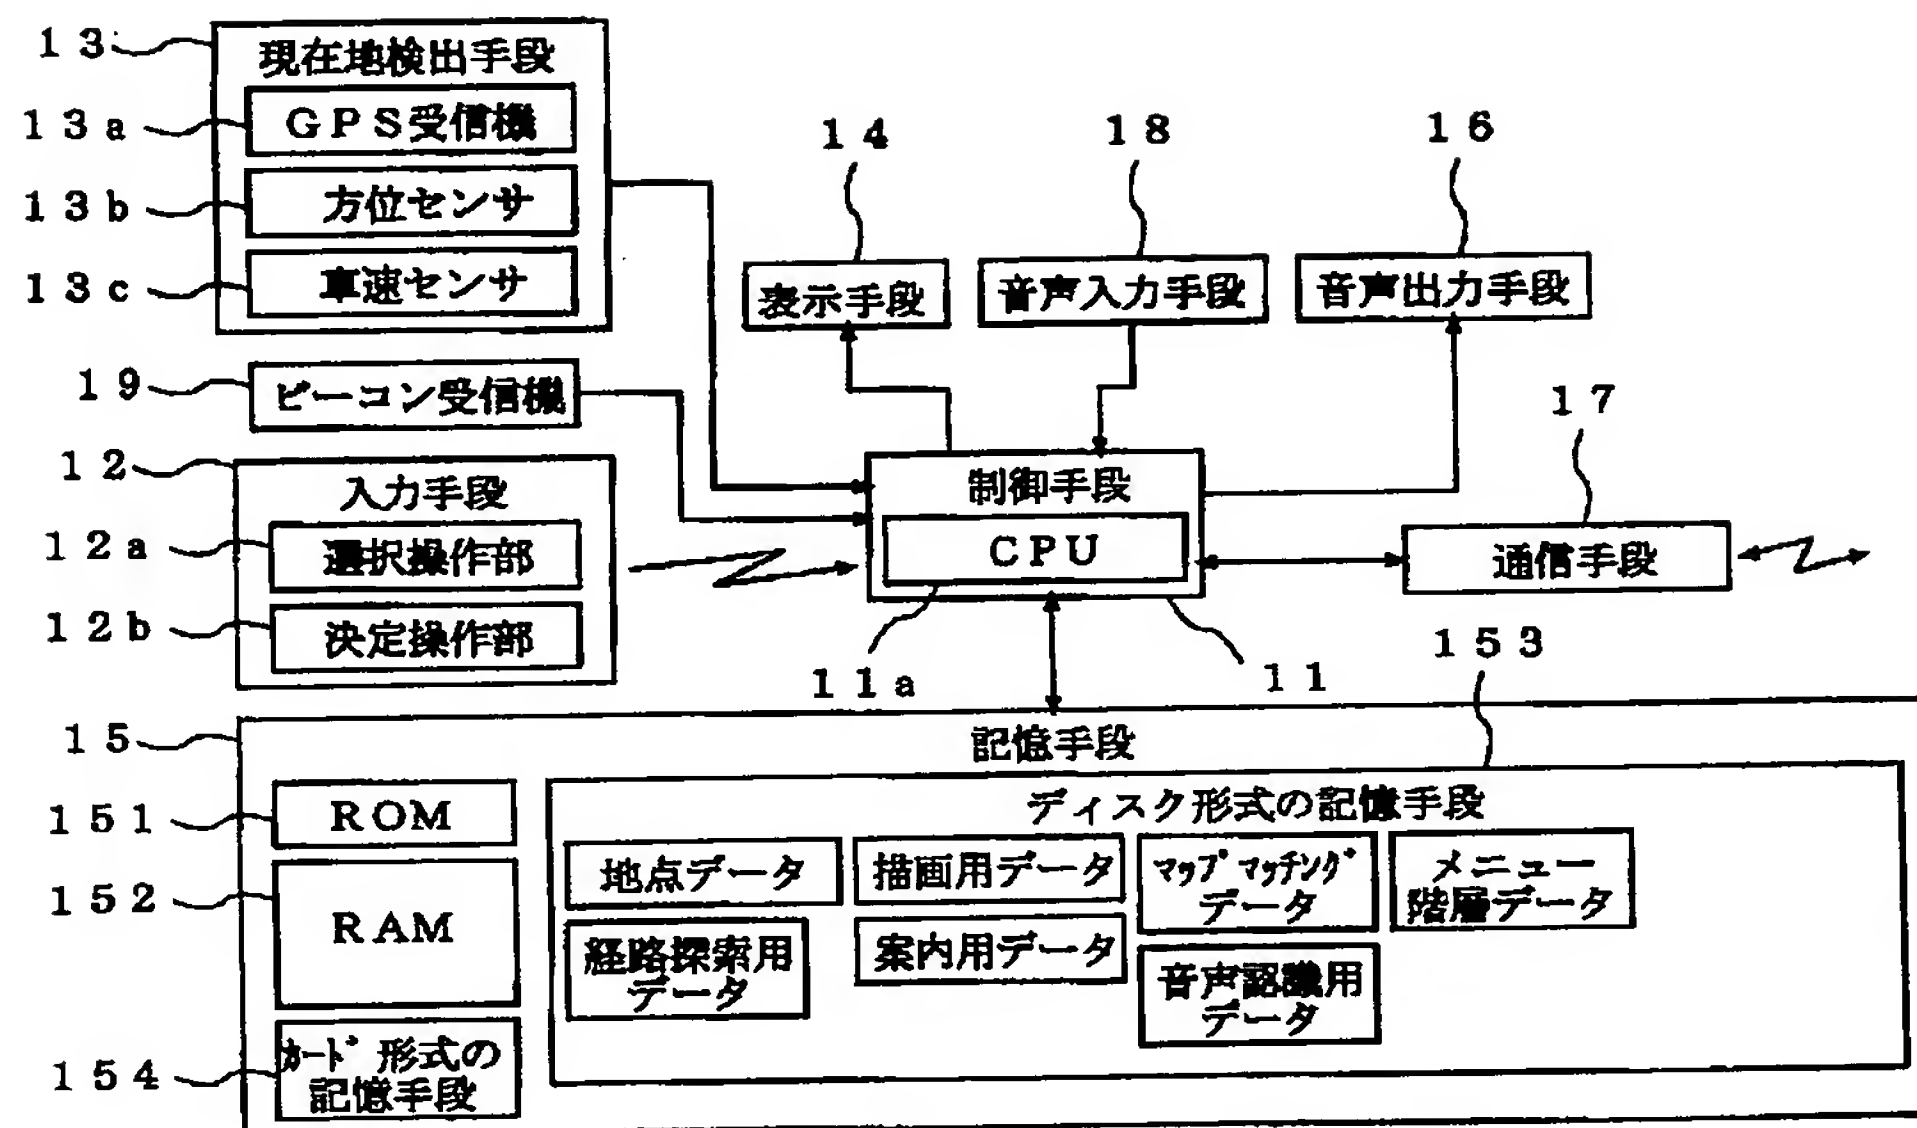 13
現在地検出手段
13a
GPS受信機
13b
方位センサ
13c
車速センサ
14
18
16
表示手段
音声入力手段
音声出力手段
19
ビーコン受信機
17
12
入力手段
12a
選択操作部
12b
決定操作部
制御手段
CPU
通信手段
11a
11
153
15
記憶手段
151
ROM
152
RAM
154
カード形式の
記憶手段
ディスク形式の記憶手段
地点データ
描画用データ
マップマッチング
データ
メニュー
階層データ
経路探索用
データ
案内用データ
音声認識用
データ